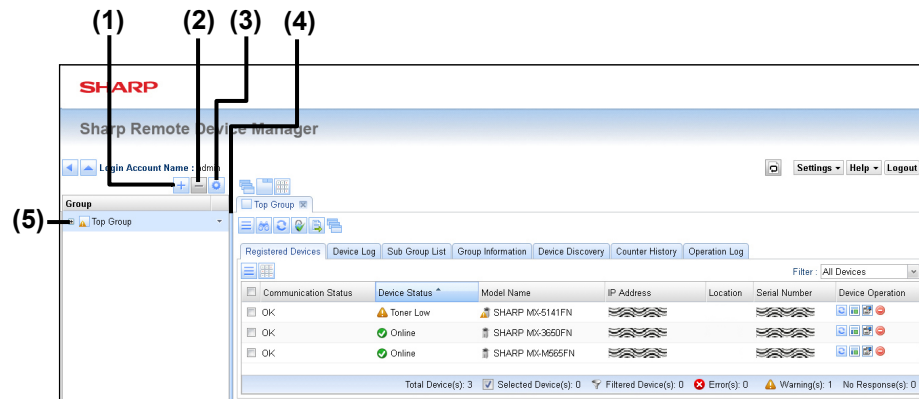 (1) (2) (3) (4)
SHARP
Sharp Remote Device Manager
Login Account Name : admin
Settings Help Logout
Top Group
Group
(5)
Top Group
Registered Devices Device Log Sub Group List Group Information Device Discovery Counter History Operation Log
Filter : All Devices
Communication Status Device Status Model Name IP Address Location Serial Number Device Operation
OK Toner Low SHARP MX-5141FN
OK Online SHARP MX-3650FN
OK Online SHARP MX-M565FN
Total Device(s): 3 Selected Device(s): 0 Filtered Device(s): 0 Error(s): 0 Warning(s): 1 No Response(s): 0